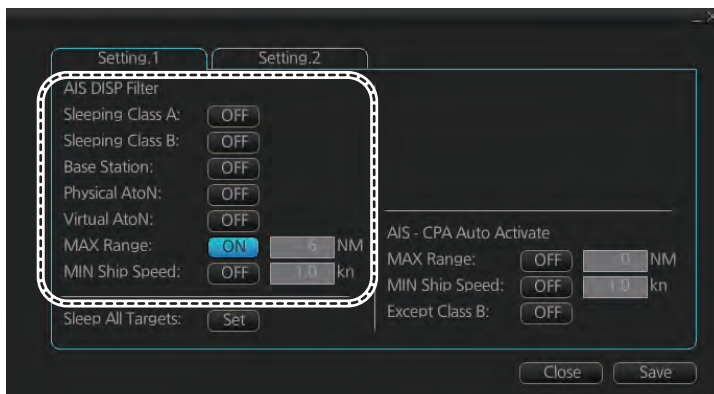 Setting.1 Setting.2
AIS DISP Filter
Sleeping Class A: OFF
Sleeping Class B: OFF
Base Station: OFF
Physical AtoN: OFF
Virtual AtoN: OFF
MAX Range: ON 6 NM
MIN Ship Speed: OFF 1.0 kn
Sleep All Targets: Set
AIS - CPA Auto Activate
MAX Range: OFF 0 NM
MIN Ship Speed: OFF 1.0 kn
Except Class B: OFF
Close Save